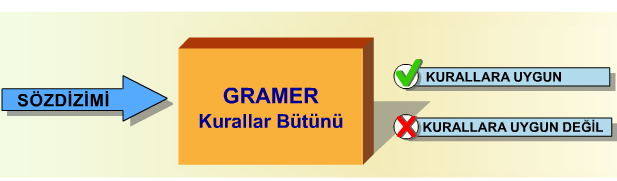 SÖZDİZİMİ
GRAMER
Kurallar Bütünü
KURALLARA UYGUN
KURALLARA UYGUN DEĞİL